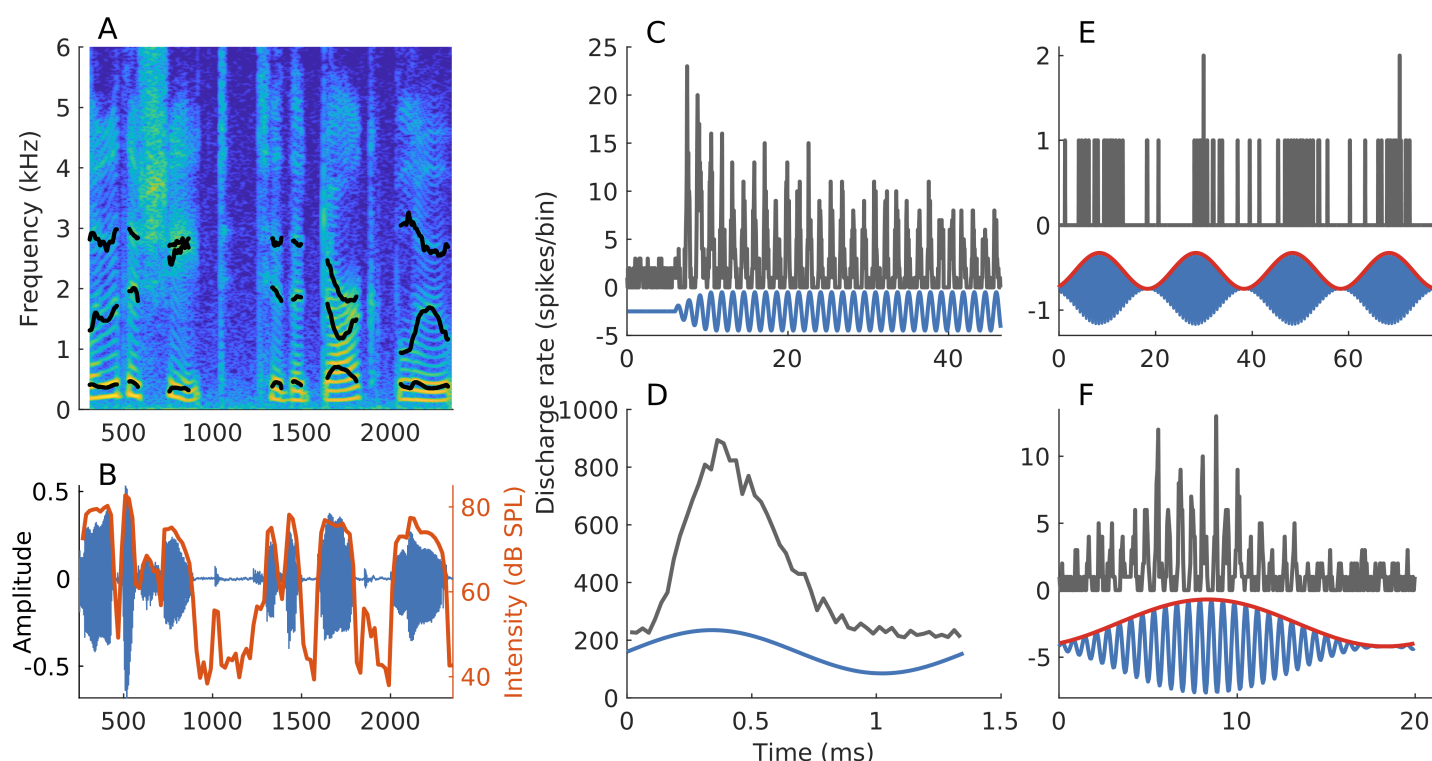 A
6
5
4
3
2
1
0
Frequency (kHz)
500 1000 1500 2000
B
0.5
0
-0.5
Amplitude
80
60
40
Intensity (dB SPL)
500 1000 1500 2000
C
25
20
15
10
5
0
-5
0 20 40
Discharge rate (spikes/bin)
D
1000
800
600
400
200
0
0 0.5 1 1.5
Time (ms)
E
2
1
0
-1
0 20 40 60
F
10
5
0
-5
0 10 20